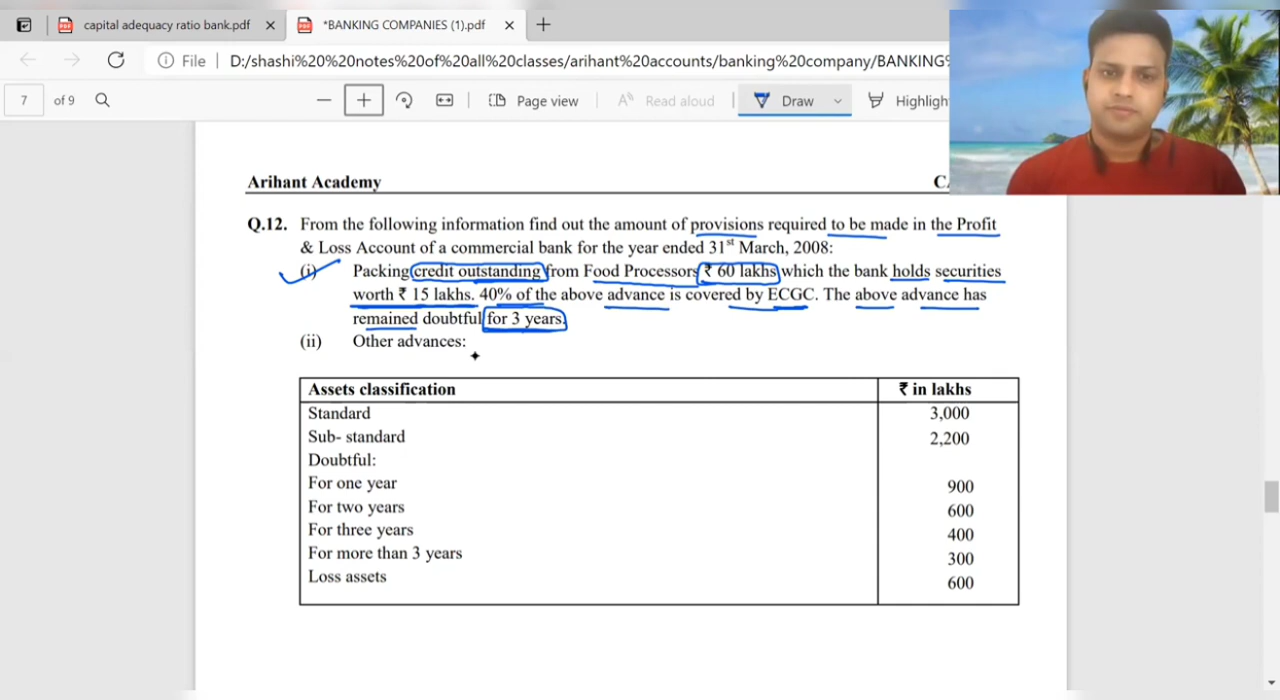 capital adequacy ratio bank.pdf
*BANKING COMPANIES (1).pdf
File
D:/shashi%20%20notes%20of%20all%20classes/arihant%20accounts/banking%20company/BANKING%
7 of 9
Page view
Read aloud
Draw
Highligh
Arihant Academy
CA
Q.12. From the following information find out the amount of provisions required to be made in the Profit
& Loss Account of a commercial bank for the year ended 31st March, 2008:
(i) Packing credit outstanding from Food Processors ₹ 60 lakhs which the bank holds securities
worth ₹ 15 lakhs. 40% of the above advance is covered by ECGC. The above advance has
remained doubtful for 3 years.
(ii) Other advances:
Assets classification ₹ in lakhs
Standard 3,000
Sub- standard 2,200
Doubtful:
For one year 900
For two years 600
For three years 400
For more than 3 years 300
Loss assets 600